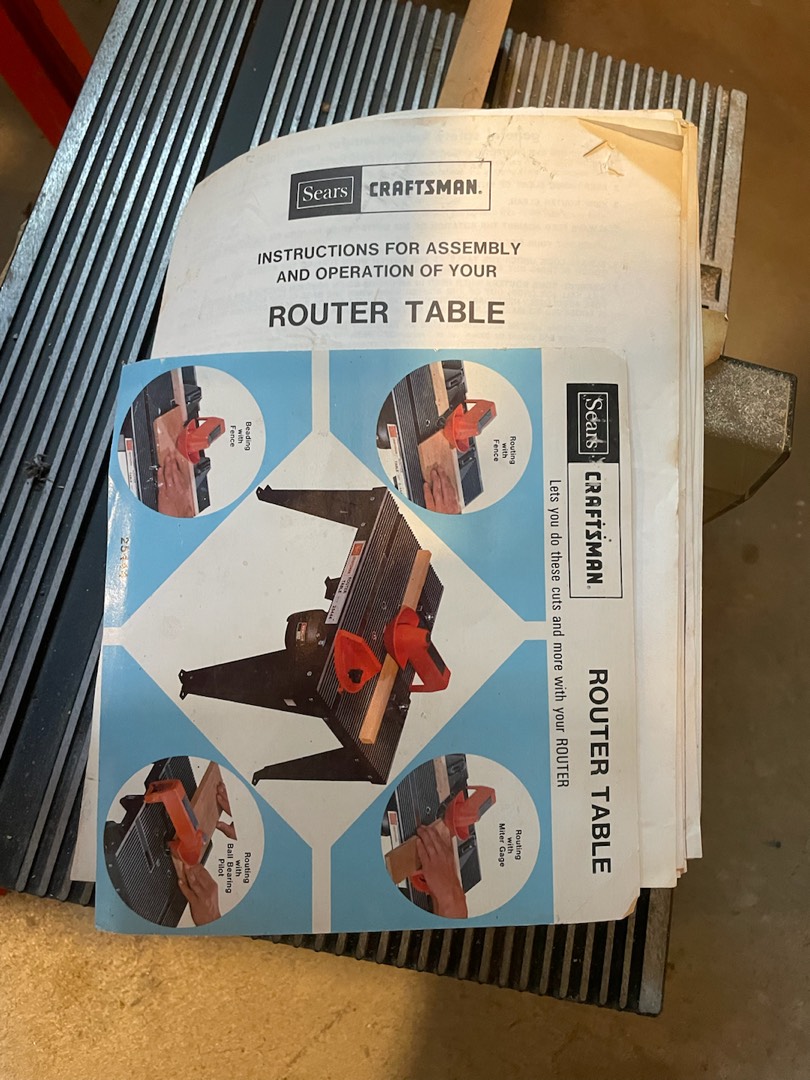 Sears CRAFTSMAN®
INSTRUCTIONS FOR ASSEMBLY
AND OPERATION OF YOUR
ROUTER TABLE
Sears CRAFTSMAN®
ROUTER TABLE
Lets you do these cuts and more with your ROUTER
Beading
with
Fence
Routing
with
Fence
Routing
with
Ball Bearing
Pilot
Routing
with
Miter Gage